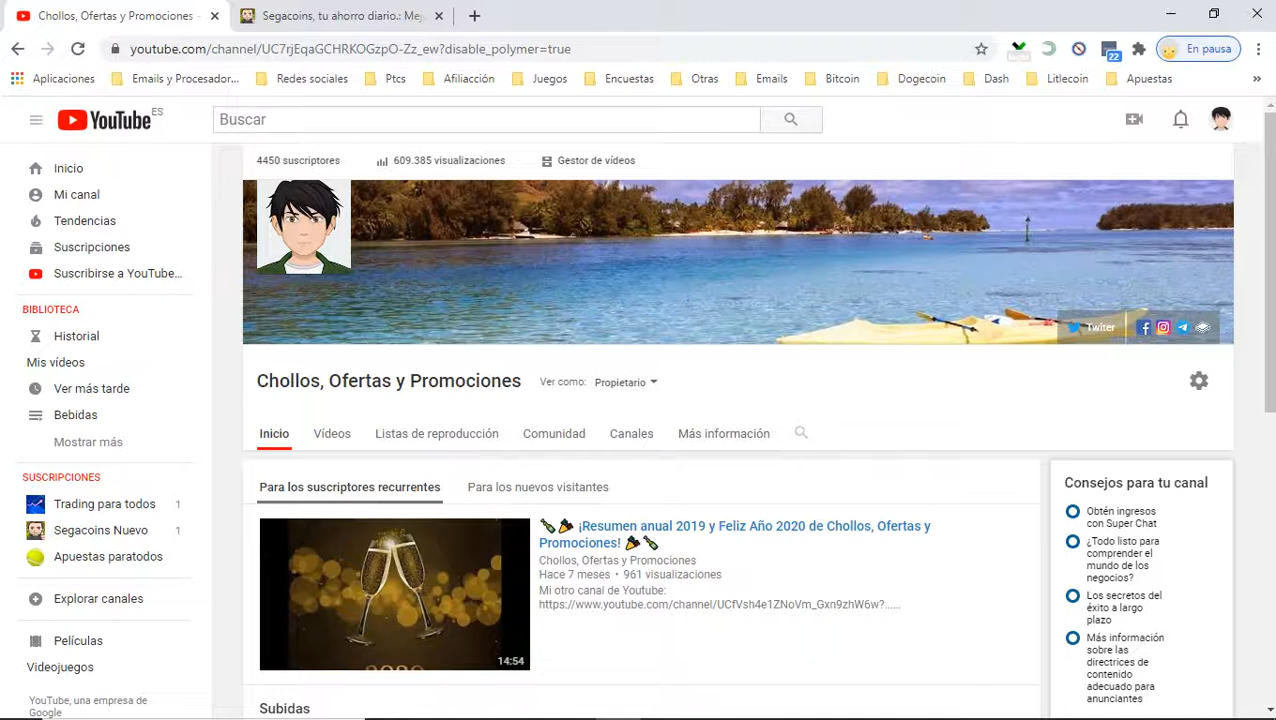 Chollos, Ofertas y Promociones -
Segacoins, tu ahorro diario.: Mej
youtube.com/channel/UC7rjEqaGCHRKOGzpO-Zz_ew?disable_polymer=true
22
En pausa
Aplicaciones
Emails y Procesador...
Redes sociales
Ptcs
Afiliacción
Juegos
Encuestas
Otras
Emails
Bitcoin
Dogecoin
Dash
Litlecoin
Apuestas
»
YouTube ES
Buscar
Inicio
Mi canal
Tendencias
Suscripciones
Suscribirse a YouTube...
BIBLIOTECA
Historial
Mis vídeos
Ver más tarde
Bebidas
Mostrar más
SUSCRIPCIONES
Trading para todos 1
Segacoins Nuevo 1
Apuestas paratodos
Explorar canales
Películas
Videojuegos
YouTube, una empresa de
Google
4450 suscriptores
609.385 visualizaciones
Gestor de vídeos
Twiter
Chollos, Ofertas y Promociones
Ver como: Propietario
Inicio
Vídeos
Listas de reproducción
Comunidad
Canales
Más información
Para los suscriptores recurrentes
Para los nuevos visitantes
14:54
¡Resumen anual 2019 y Feliz Año 2020 de Chollos, Ofertas y
Promociones!
Chollos, Ofertas y Promociones
Hace 7 meses • 961 visualizaciones
Mi otro canal de Youtube:
https://www.youtube.com/channel/UCfVsh4e1ZNoVm_Gxn9zhW6w?......
Subidas
Consejos para tu canal
Obtén ingresos
con Super Chat
¿Todo listo para
comprender el
mundo de los
negocios?
Los secretos del
éxito a largo
plazo
Más información
sobre las
directrices de
contenido
adecuado para
anunciantes